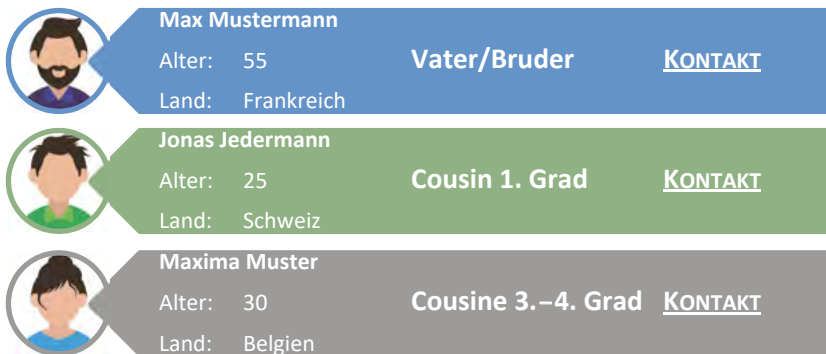 Max Mustermann
Alter: 55 Vater/Bruder KONTAKT
Land: Frankreich
Jonas Jedermann
Alter: 25 Cousin 1. Grad KONTAKT
Land: Schweiz
Maxima Muster
Alter: 30 Cousine 3.–4. Grad KONTAKT
Land: Belgien